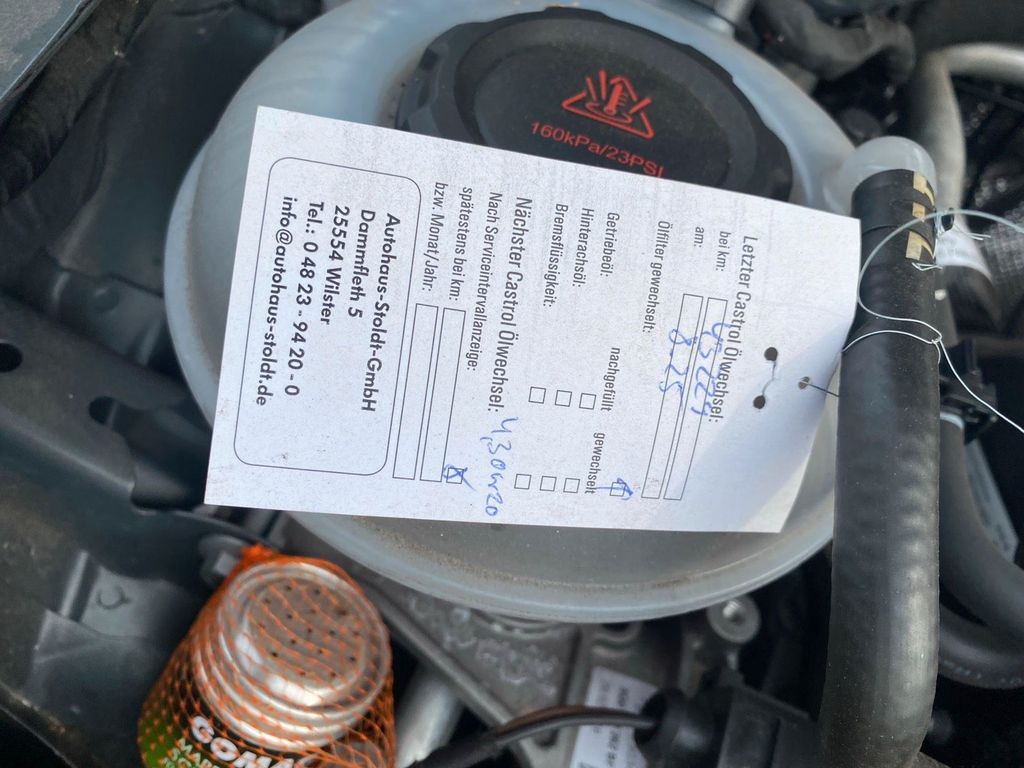 160kPa/23PSI
Letzter Castrol Ölwechsel:
bei km:
am: 8.25
Ölfilter gewechselt:
nachgefüllt gewechselt
Getriebeöl:
Hinterachsöl:
Bremsflüssigkeit:
Nächster Castrol Ölwechsel:
Nach Serviceintervallanzeige:
spätestens bei km:
bzw. Monat/Jahr:
Autohaus-Stoldt-GmbH
Dammfleth 5
25554 Wilster
Tel.: 0 48 23 - 94 20 - 0
info@autohaus-stoldt.de